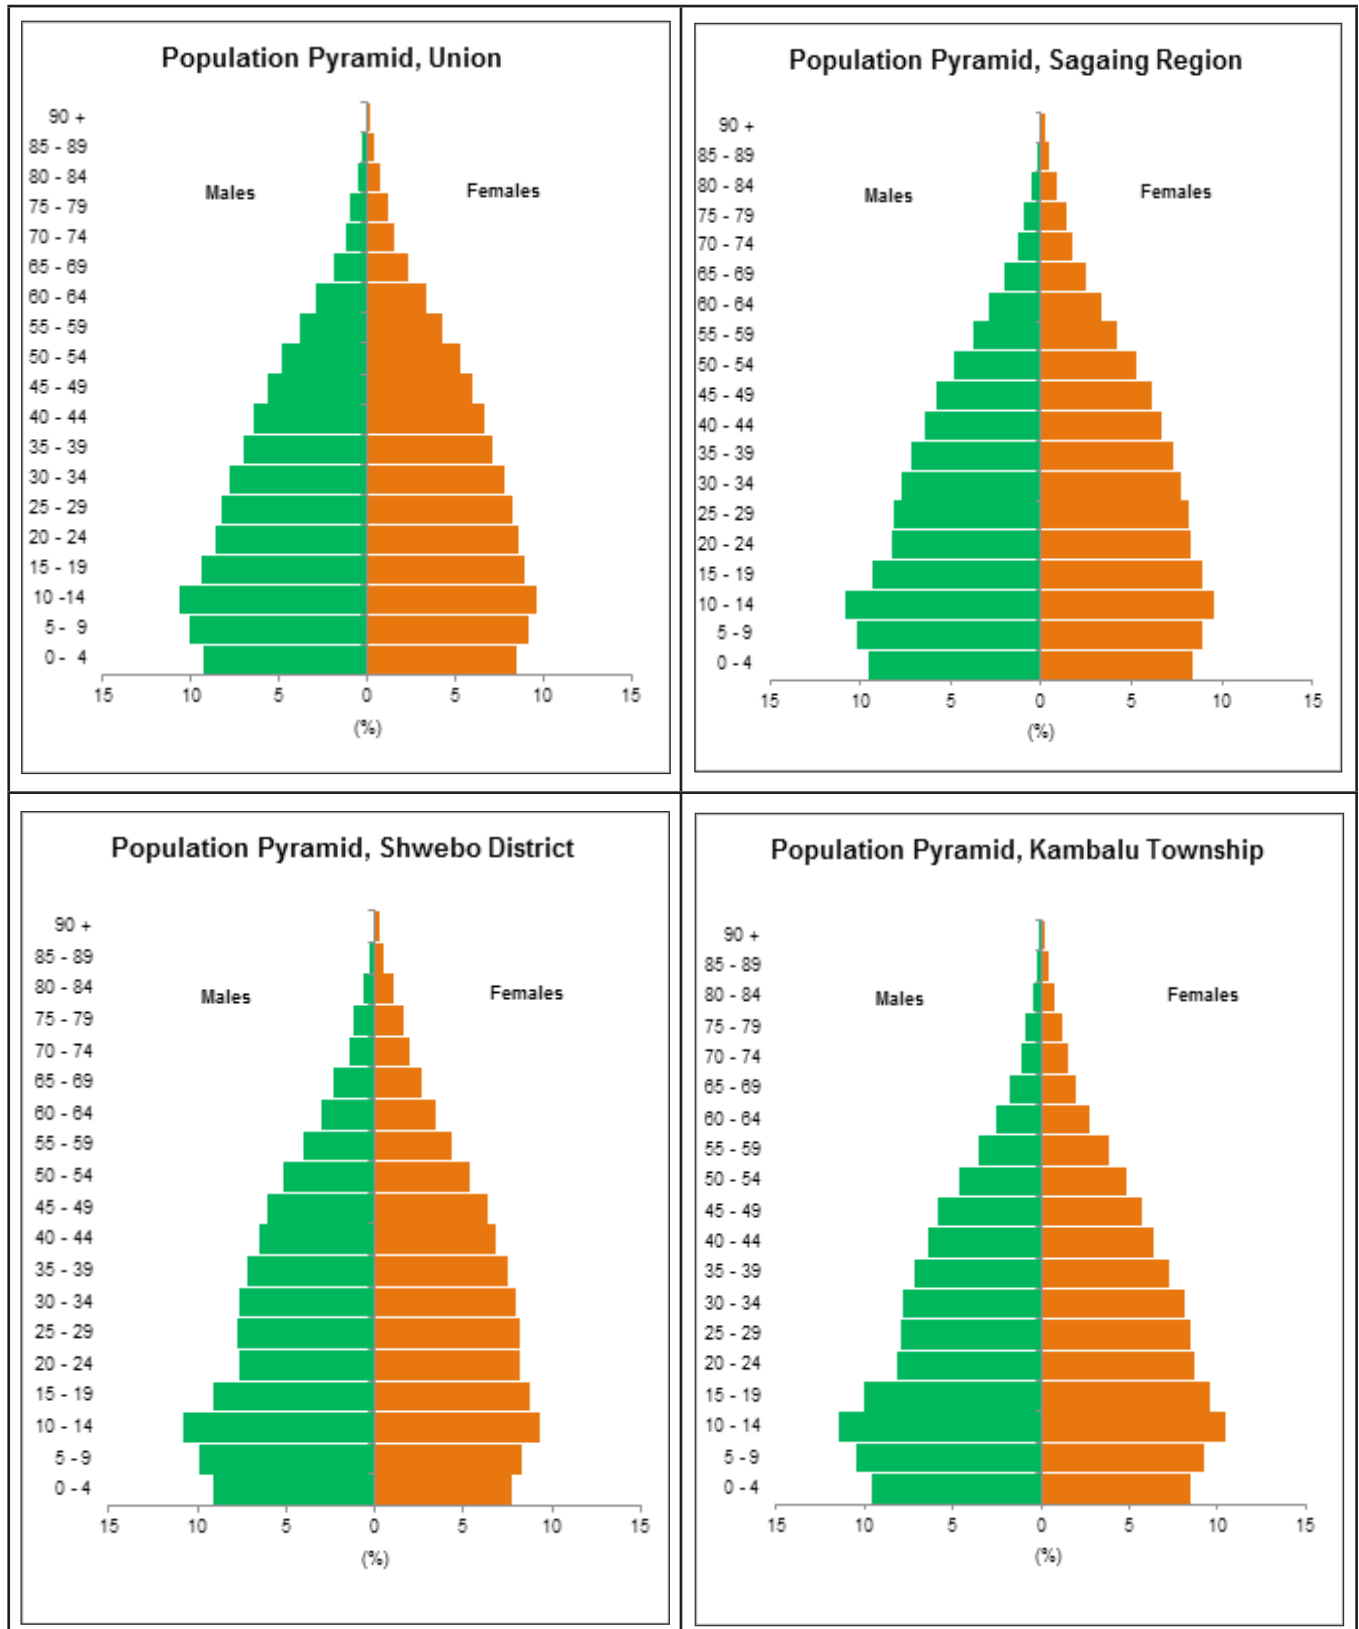 Population Pyramid, Union
90 +
85 - 89
80 - 84
75 - 79
70 - 74
65 - 69
60 - 64
55 - 59
50 - 54
45 - 49
40 - 44
35 - 39
30 - 34
25 - 29
20 - 24
15 - 19
10 -14
5 - 9
0 - 4
Males
Females
15 10 5 0 5 10 15
(%)
Population Pyramid, Sagaing Region
90 +
85 - 89
80 - 84
75 - 79
70 - 74
65 - 69
60 - 64
55 - 59
50 - 54
45 - 49
40 - 44
35 - 39
30 - 34
25 - 29
20 - 24
15 - 19
10 - 14
5 - 9
0 - 4
Males
Females
15 10 5 0 5 10 15
(%)
Population Pyramid, Shwebo District
90 +
85 - 89
80 - 84
75 - 79
70 - 74
65 - 69
60 - 64
55 - 59
50 - 54
45 - 49
40 - 44
35 - 39
30 - 34
25 - 29
20 - 24
15 - 19
10 - 14
5 - 9
0 - 4
Males
Females
15 10 5 0 5 10 15
(%)
Population Pyramid, Kambalu Township
90 +
85 - 89
80 - 84
75 - 79
70 - 74
65 - 69
60 - 64
55 - 59
50 - 54
45 - 49
40 - 44
35 - 39
30 - 34
25 - 29
20 - 24
15 - 19
10 - 14
5 - 9
0 - 4
Males
Females
15 10 5 0 5 10 15
(%)